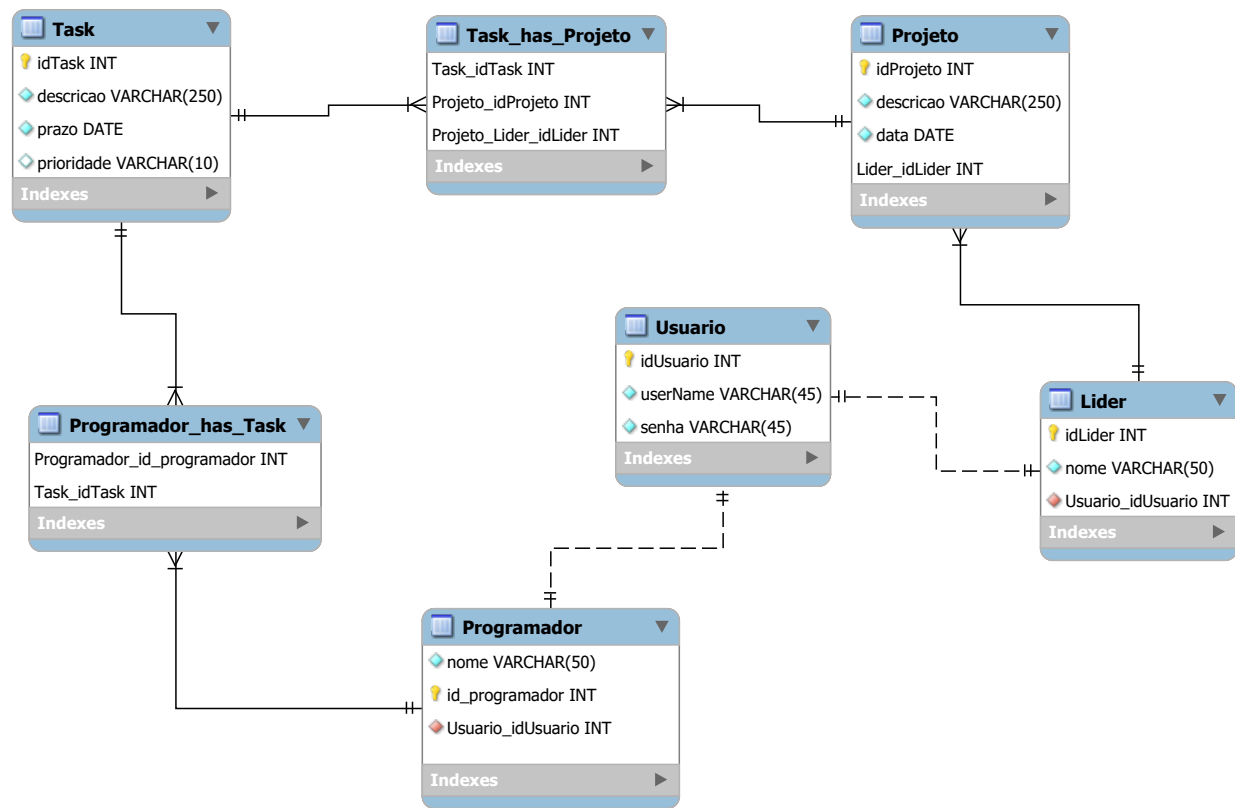 Task
idTask INT
descricao VARCHAR(250)
prazo DATE
prioridade VARCHAR(10)
Indexes
Task_has_Projeto
Task_idTask INT
Projeto_idProjeto INT
Projeto_Lider_idLider INT
Indexes
Projeto
idProjeto INT
descricao VARCHAR(250)
data DATE
Lider_idLider INT
Indexes
Usuario
idUsuario INT
userName VARCHAR(45)
senha VARCHAR(45)
Indexes
Lider
idLider INT
nome VARCHAR(50)
Usuario_idUsuario INT
Indexes
Programador_has_Task
Programador_id_programador INT
Task_idTask INT
Indexes
Programador
nome VARCHAR(50)
id_programador INT
Usuario_idUsuario INT
Indexes